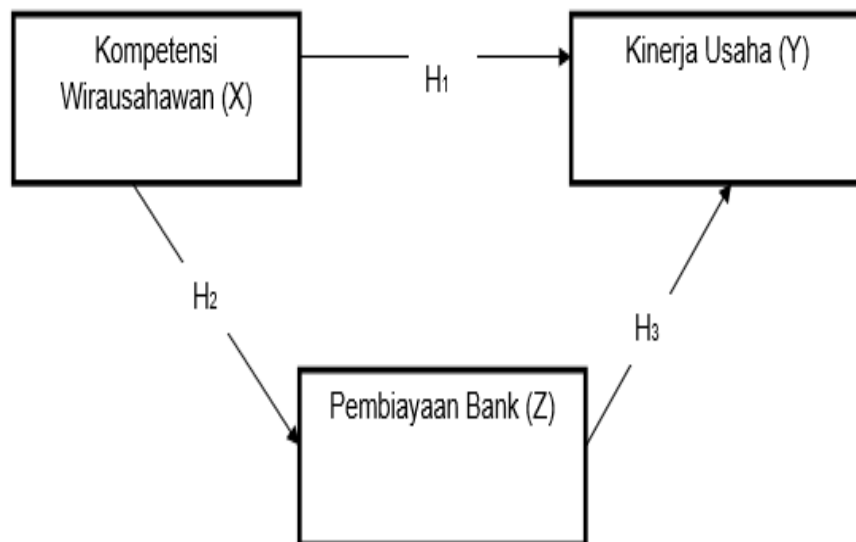 Kompetensi
Wirausahawan (X)
Kinerja Usaha (Y)
H1
H2
H3
Pembiayaan Bank (Z)